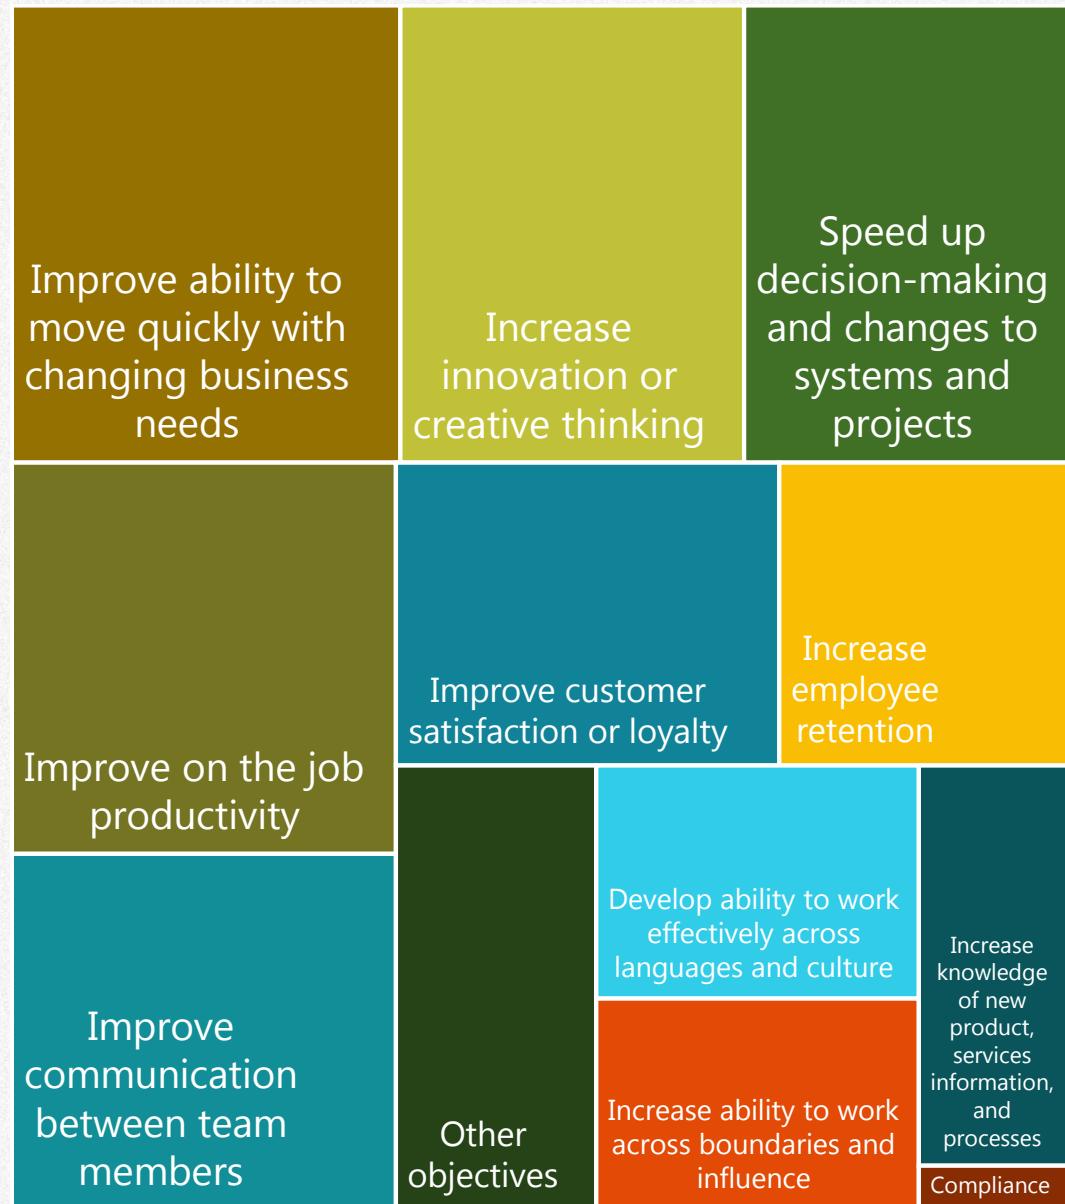 Improve ability to
move quickly with
changing business
needs
Increase
innovation or
creative thinking
Speed up
decision-making
and changes to
systems and
projects
Improve on the job
productivity
Improve customer
satisfaction or loyalty
Increase
employee
retention
Improve
communication
between team
members
Other
objectives
Develop ability to work
effectively across
languages and culture
Increase ability to work
across boundaries and
influence
Increase
knowledge
of new
product,
services
information,
and
processes
Compliance